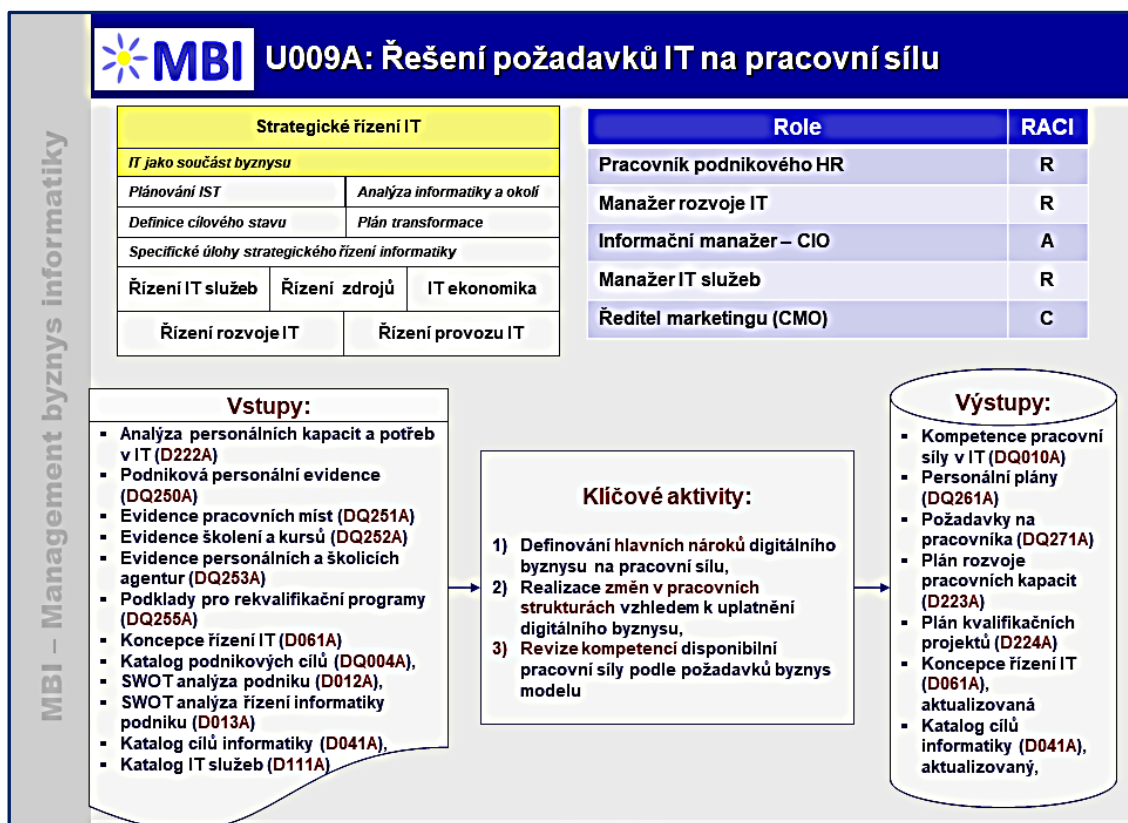 MBI – Management byznys informatiky
MBI
U009A: Řešení požadavků IT na pracovní sílu
Strategické řízení IT
IT jako součást byznysu
Plánování IST
Analýza informatiky a okolí
Definice cílového stavu
Plán transformace
Specifické úlohy strategického řízení informatiky
Řízení IT služeb
Řízení zdrojů
IT ekonomika
Řízení rozvoje IT
Řízení provozu IT
Role RACI
Pracovník podnikového HR R
Manažer rozvoje IT R
Informační manažer – CIO A
Manažer IT služeb R
Ředitel marketingu (CMO) C
Vstupy:
▪ Analýza personálních kapacit a potřeb
v IT (D222A)
▪ Podniková personální evidence
(DQ250A)
▪ Evidence pracovních míst (DQ251A)
▪ Evidence školení a kursů (DQ252A)
▪ Evidence personálních a školicích
agentur (DQ253A)
▪ Podklady pro rekvalifikační programy
(DQ255A)
▪ Koncepce řízení IT (D061A)
▪ Katalog podnikových cílů (DQ004A),
▪ SWOT analýza podniku (D012A),
▪ SWOT analýza řízení informatiky
podniku (D013A)
▪ Katalog cílů informatiky (D041A),
▪ Katalog IT služeb (D111A)
Klíčové aktivity:
1) Definování hlavních nároků digitálního
byznysu na pracovní sílu,
2) Realizace změn v pracovních
strukturách vzhledem k uplatnění
digitálního byznysu,
3) Revize kompetencí disponibilní
pracovní síly podle požadavků byznys
modelu
Výstupy:
▪ Kompetence pracovní
síly v IT (DQ010A)
▪ Personální plány
(DQ261A)
▪ Požadavky na
pracovníka (DQ271A)
▪ Plán rozvoje
pracovních kapacit
(D223A)
▪ Plán kvalifikačních
projektů (D224A)
▪ Koncepce řízení IT
(D061A),
aktualizovaná
▪ Katalog cílů
informatiky (D041A),
aktualizovaný,